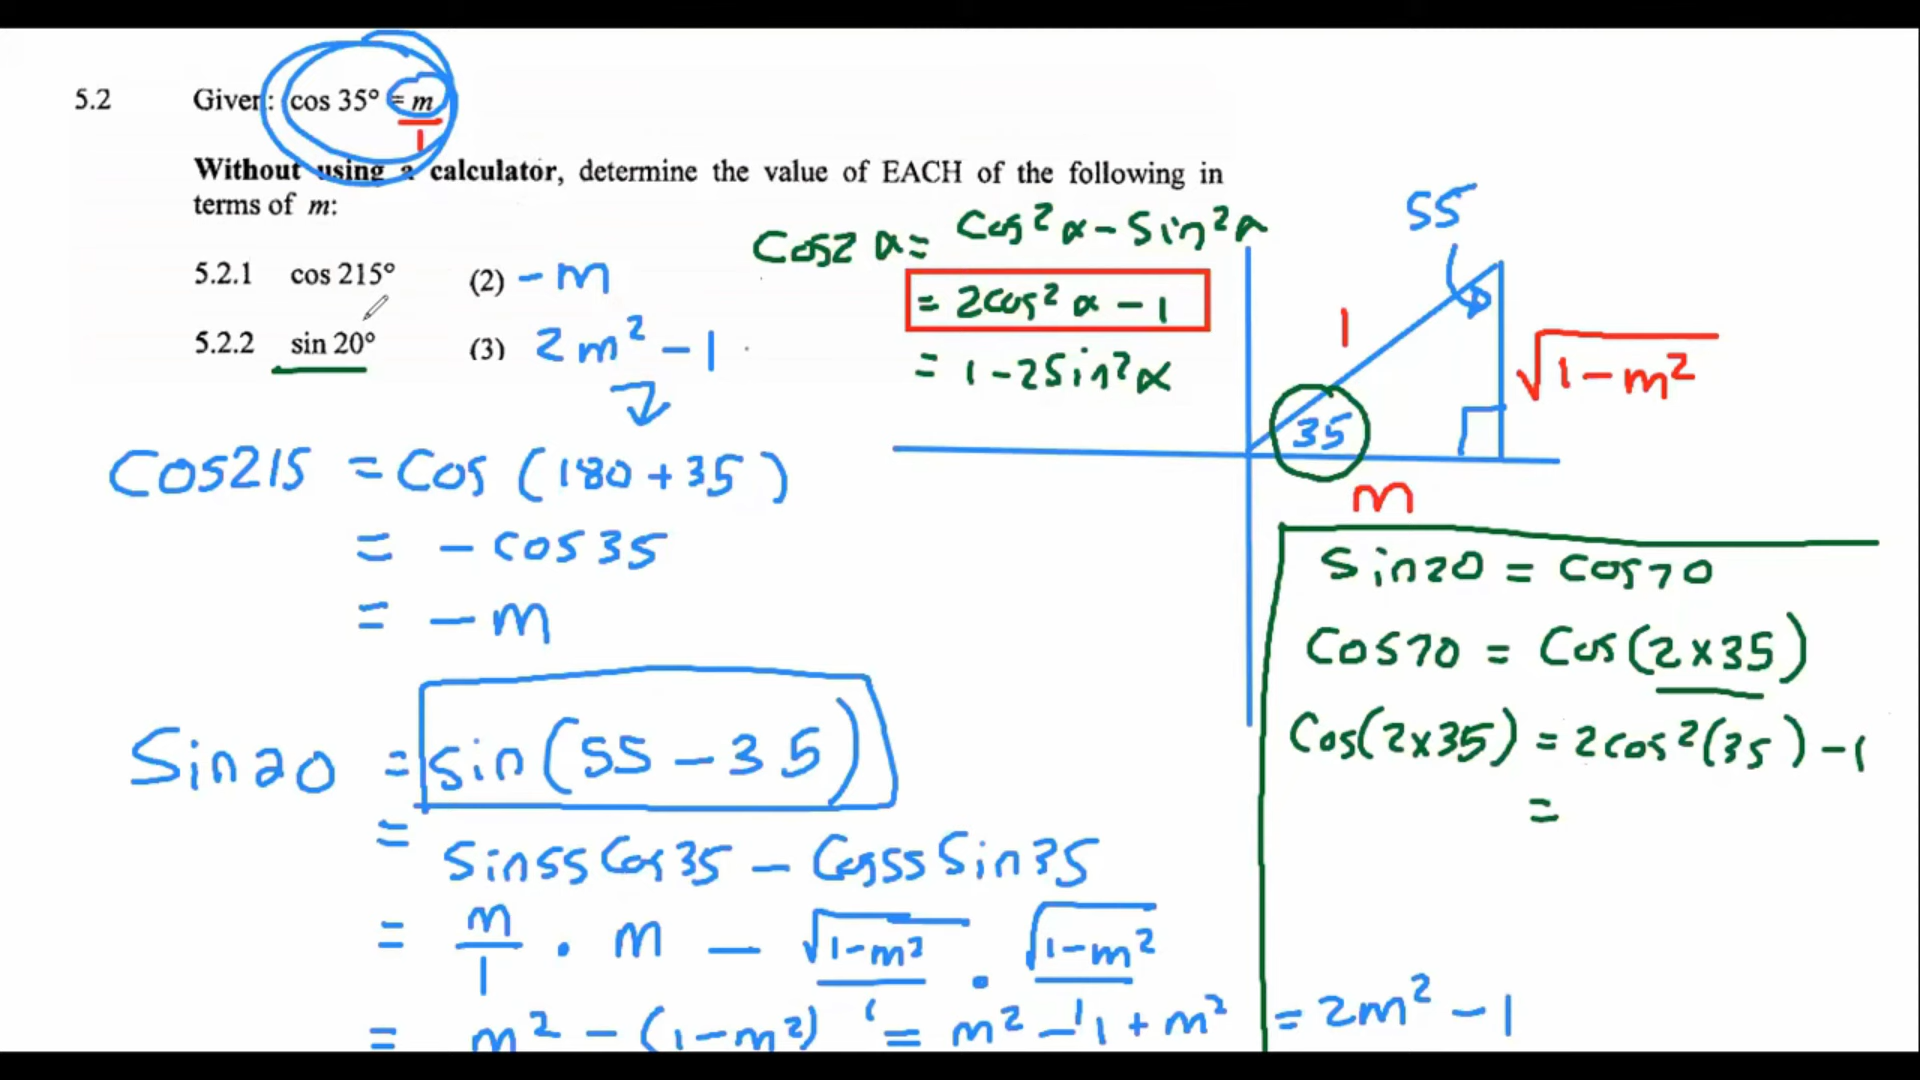 5.2 Given: cos 35° = m
1
Without using a calculator, determine the value of EACH of the following in
terms of m:
5.2.1 cos 215° (2) -m
5.2.2 sin 20° (3) 2m² - 1
Cos2α = Cos²α - Sin²α
= 2cos²α - 1
= 1 - 2Sin²α
55
1
√1-m²
35
m
Cos215 = Cos (180+35)
= -cos35
= -m
Sin20 = sin(55-35)
= Sin55Cos35 - Cos55Sin35
= m/1 · m - √1-m² · √1-m²
= m² - (1-m²) = m² - 1 + m² = 2m² - 1
Sin20 = Cos70
Cos70 = Cos(2×35)
Cos(2×35) = 2cos²(35) - 1
=